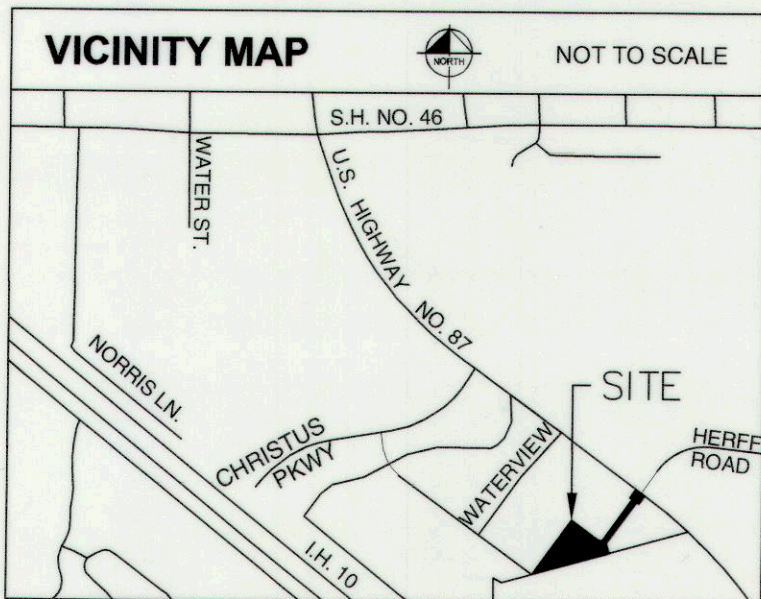 VICINITY MAP
NORTH
NOT TO SCALE
S.H. NO. 46
WATER ST.
U.S. HIGHWAY NO. 87
NORRIS LN.
SITE
CHRISTUS
PKWY
WATERVIEW
HERFF
ROAD
I.H. 10